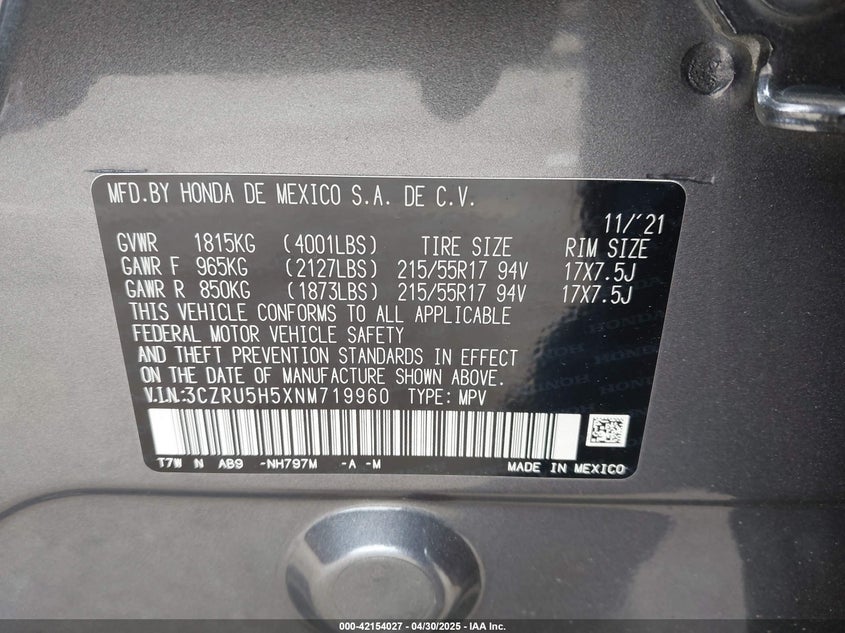 MFD.BY HONDA DE MEXICO S.A. DE C.V.
11/'21
GVWR 1815KG (4001LBS) TIRE SIZE RIM SIZE
GAWR F 965KG (2127LBS) 215/55R17 94V 17X7.5J
GAWR R 850KG (1873LBS) 215/55R17 94V 17X7.5J
THIS VEHICLE CONFORMS TO ALL APPLICABLE
FEDERAL MOTOR VEHICLE SAFETY
AND THEFT PREVENTION STANDARDS IN EFFECT
ON THE DATE OF MANUFACTURE SHOWN ABOVE.
V.I.N.:3CZRU5H5XNM719960 TYPE: MPV
T7W N AB9 -NH797M -A -M MADE IN MEXICO
000-42154027 - 04/30/2025 - IAA Inc.